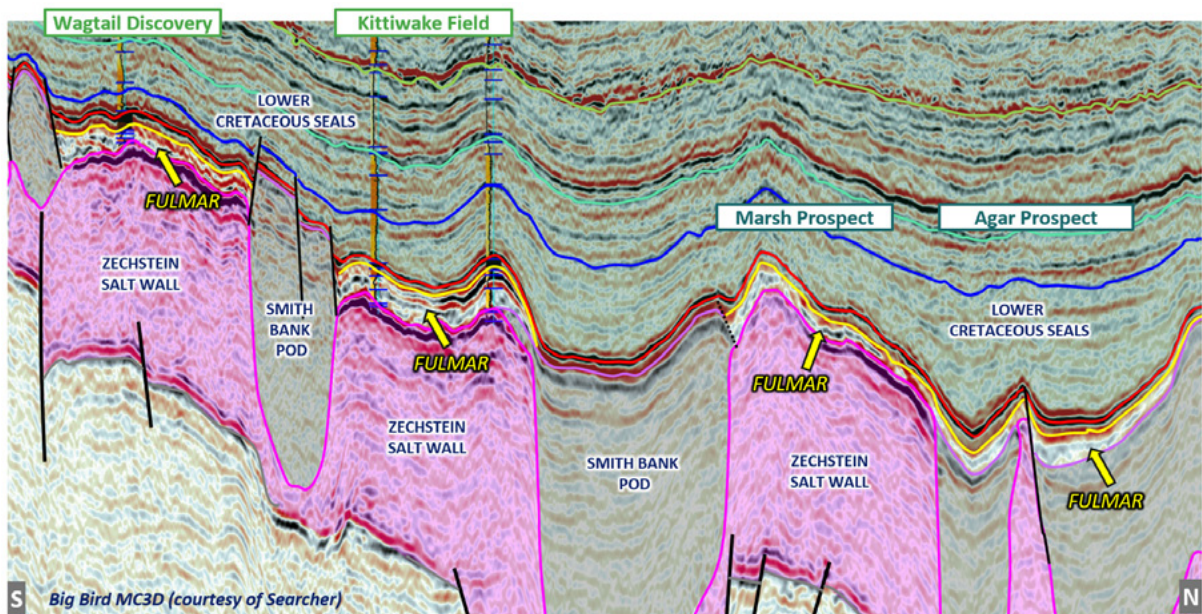 Wagtail Discovery
Kittiwake Field
LOWER
CRETACEOUS SEALS
FULMAR
Marsh Prospect
Agar Prospect
ZECHSTEIN
SALT WALL
SMITH
BANK
POD
FULMAR
LOWER
CRETACEOUS SEALS
FULMAR
ZECHSTEIN
SALT WALL
SMITH BANK
POD
ZECHSTEIN
SALT WALL
FULMAR
S
Big Bird MC3D (courtesy of Searcher)
N